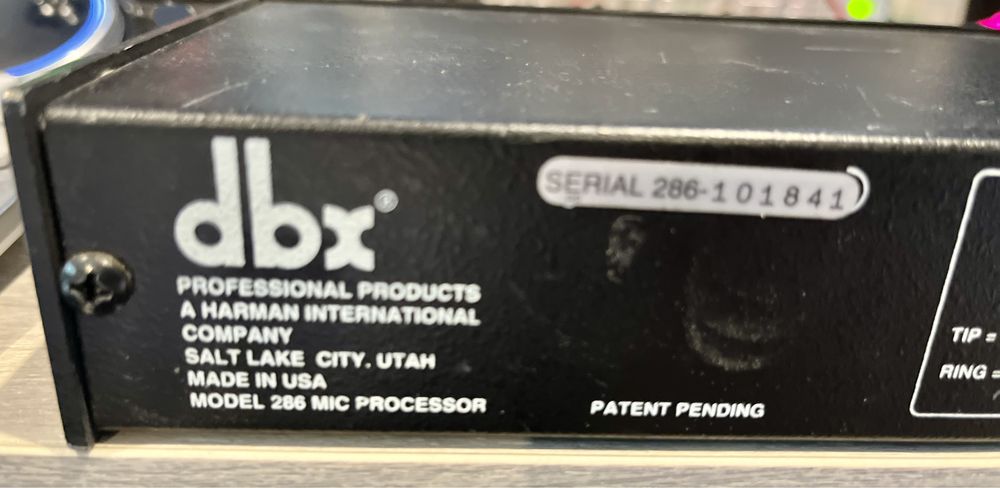 dbx®
SERIAL 286-101841
PROFESSIONAL PRODUCTS
A HARMAN INTERNATIONAL
COMPANY
SALT LAKE CITY. UTAH
MADE IN USA
MODEL 286 MIC PROCESSOR
PATENT PENDING
TIP =
RING =